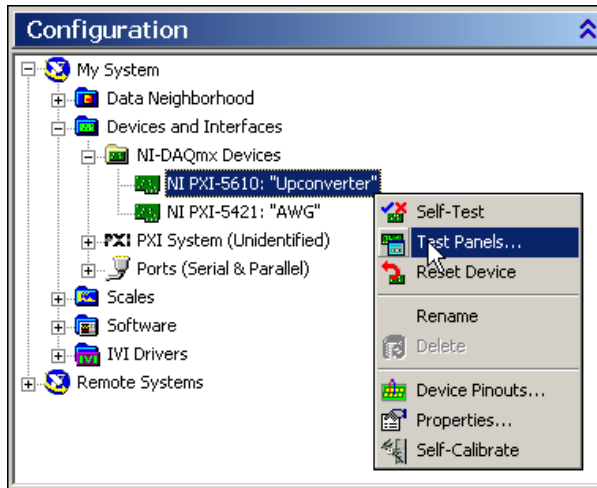 Configuration
My System
Data Neighborhood
Devices and Interfaces
NI-DAQmx Devices
NI PXI-5610: "Upconverter"
NI PXI-5421: "AWG"
PXI PXI System (Unidentified)
Ports (Serial & Parallel)
Scales
Software
IVI IVI Drivers
Remote Systems
Self-Test
Test Panels...
Reset Device
Rename
Delete
Device Pinouts...
Properties...
Self-Calibrate